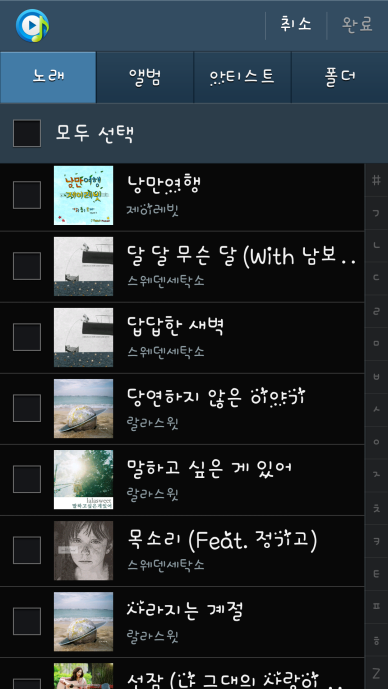 취소
완료
노래
앨범
아티스트
폴더
모두 선택
낭만여행
제이레빗
달 달 무슨 달 (With 남보..
스웨덴세탁소
답답한 새벽
스웨덴세탁소
당연하지 않은 이야기
랄라스윗
말하고 싶은 게 있어
랄라스윗
목소리 (Feat. 정기고)
스웨덴세탁소
사라지는 계절
랄라스윗
#
ㄱ
ㄴ
ㄷ
ㄹ
ㅁ
ㅂ
ㅅ
ㅇ
ㅈ
ㅊ
ㅋ
ㅌ
ㅍ
ㅎ
Z